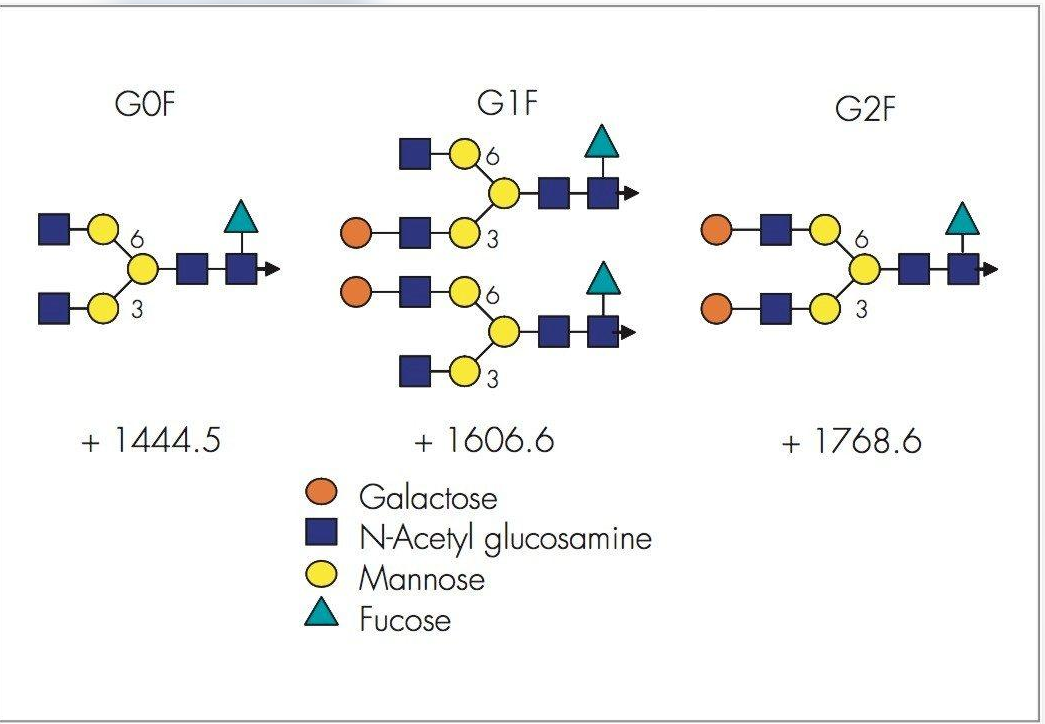 G0F
G1F
G2F
6
3
6
3
6
3
6
3
+ 1444.5
+ 1606.6
+ 1768.6
Galactose
N-Acetyl glucosamine
Mannose
Fucose